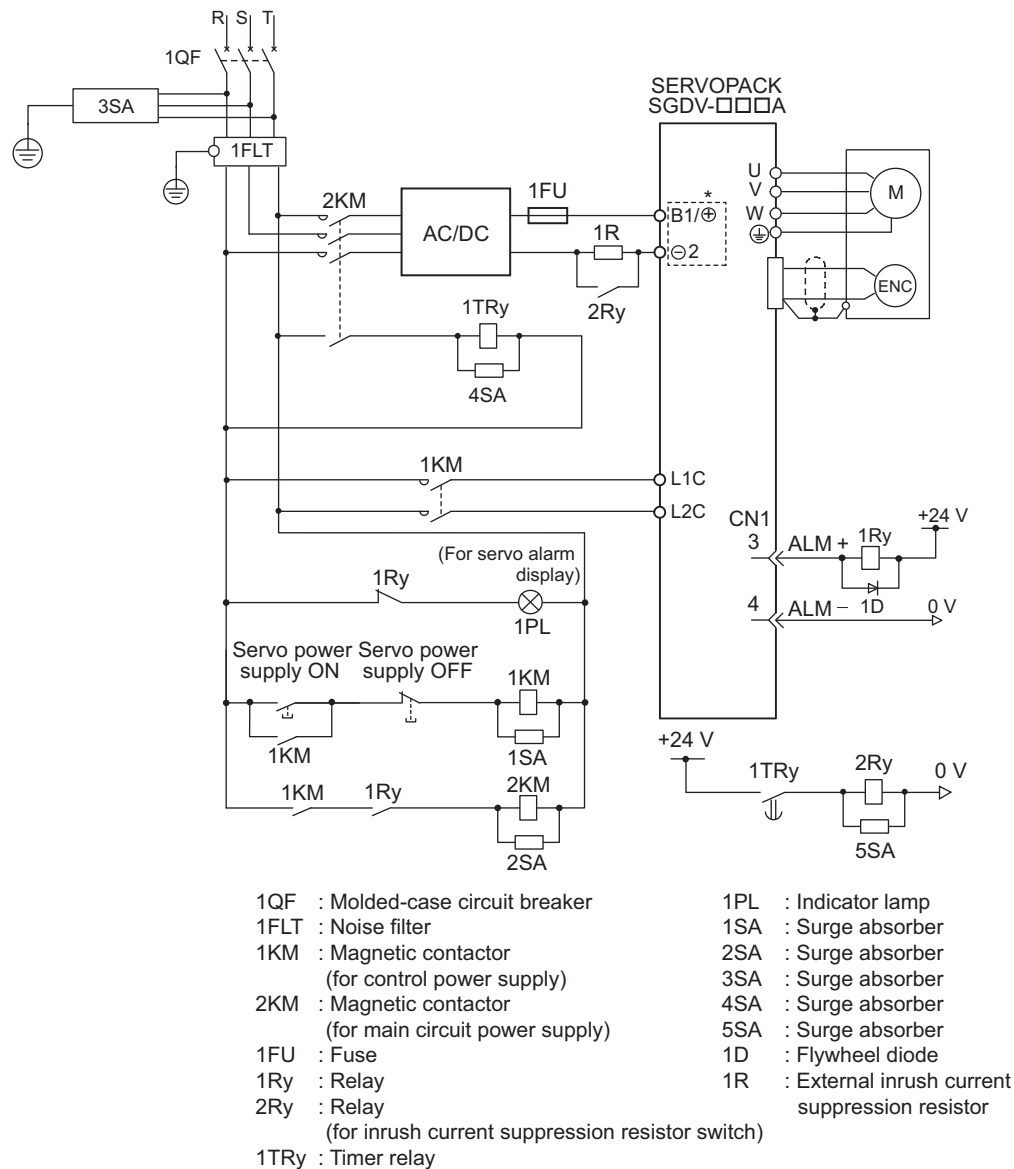 R S T
1QF
3SA
1FLT
SERVOPACK
SGDV-□□□A
2KM
AC/DC
1FU
1R
2Ry
*
B1/⊕
⊖2
U
V
W
M
ENC
1TRy
4SA
1KM
L1C
L2C
CN1
3
ALM +
1Ry
+24 V
1D
4
ALM –
0 V
(For servo alarm
display)
1Ry
1PL
Servo power
supply ON
Servo power
supply OFF
1KM
1KM
1SA
1KM
1Ry
2KM
2SA
+24 V
1TRy
2Ry
0 V
5SA
1QF : Molded-case circuit breaker
1FLT : Noise filter
1KM : Magnetic contactor
(for control power supply)
2KM : Magnetic contactor
(for main circuit power supply)
1FU : Fuse
1Ry : Relay
2Ry : Relay
(for inrush current suppression resistor switch)
1TRy : Timer relay
1PL : Indicator lamp
1SA : Surge absorber
2SA : Surge absorber
3SA : Surge absorber
4SA : Surge absorber
5SA : Surge absorber
1D : Flywheel diode
1R : External inrush current
suppression resistor